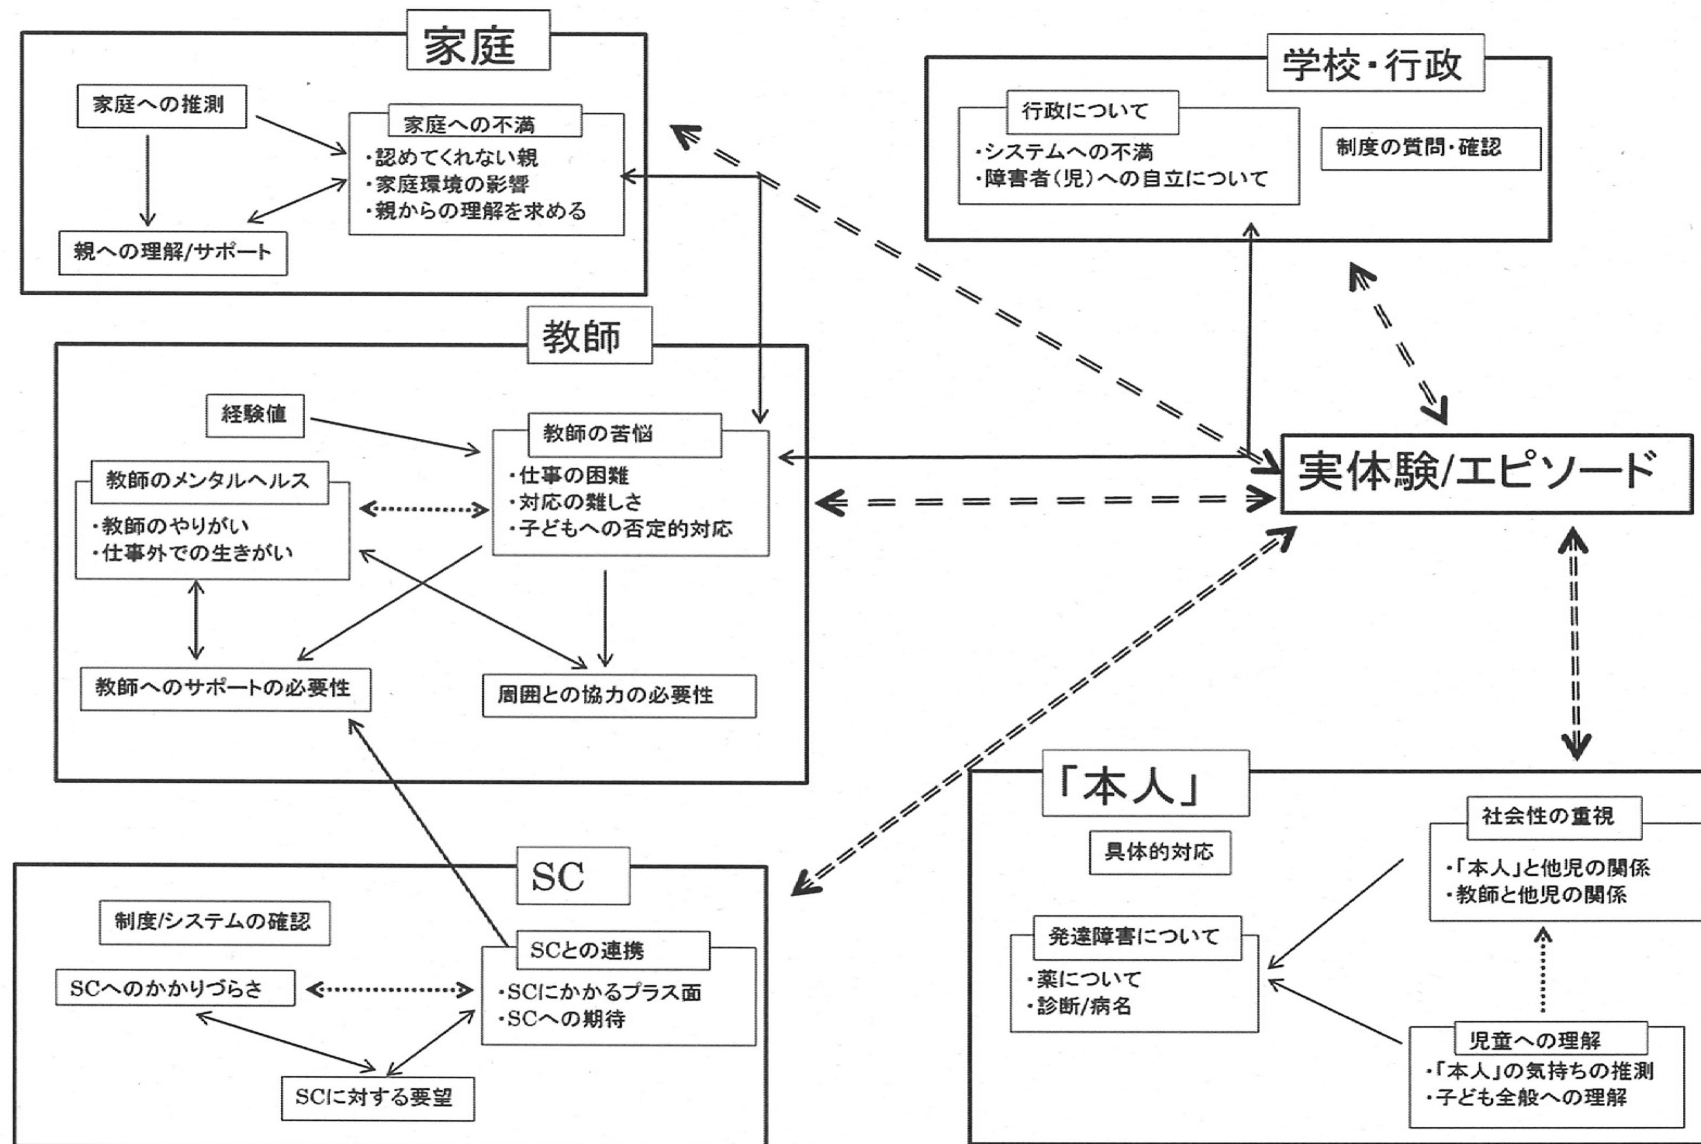 家庭
家庭への推測
家庭への不満
・認めてくれない親
・家庭環境の影響
・親からの理解を求める
親への理解/サポート
学校・行政
行政について
・システムへの不満
・障害者(児)への自立について
制度の質問・確認
教師
経験値
教師の苦悩
・仕事の困難
・対応の難しさ
・子どもへの否定的対応
教師のメンタルヘルス
・教師のやりがい
・仕事外での生きがい
教師へのサポートの必要性
周囲との協力の必要性
実体験/エピソード
SC
制度/システムの確認
SCとの連携
・SCにかかるプラス面
・SCへの期待
SCへのかかりづらさ
SCに対する要望
「本人」
具体的対応
社会性の重視
・「本人」と他児の関係
・教師と他児の関係
発達障害について
・薬について
・診断/病名
児童への理解
・「本人」の気持ちの推測
・子ども全般への理解